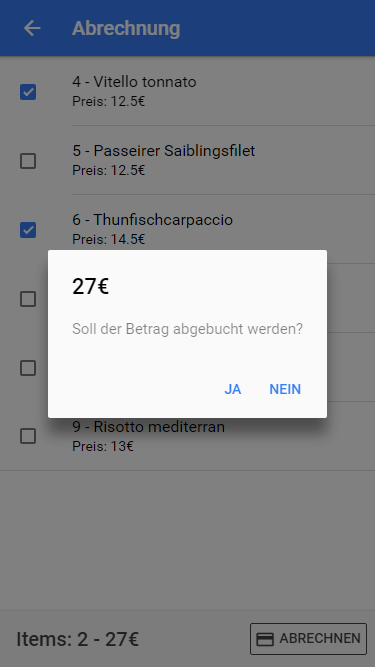 Abrechnung
4 - Vitello tonnato
Preis: 12.5€
5 - Passeirer Saiblingsfilet
Preis: 12.5€
6 - Thunfischcarpaccio
Preis: 14.5€
27€
Soll der Betrag abgebucht werden?
JA NEIN
9 - Risotto mediterran
Preis: 13€
Items: 2 - 27€ ABRECHNEN